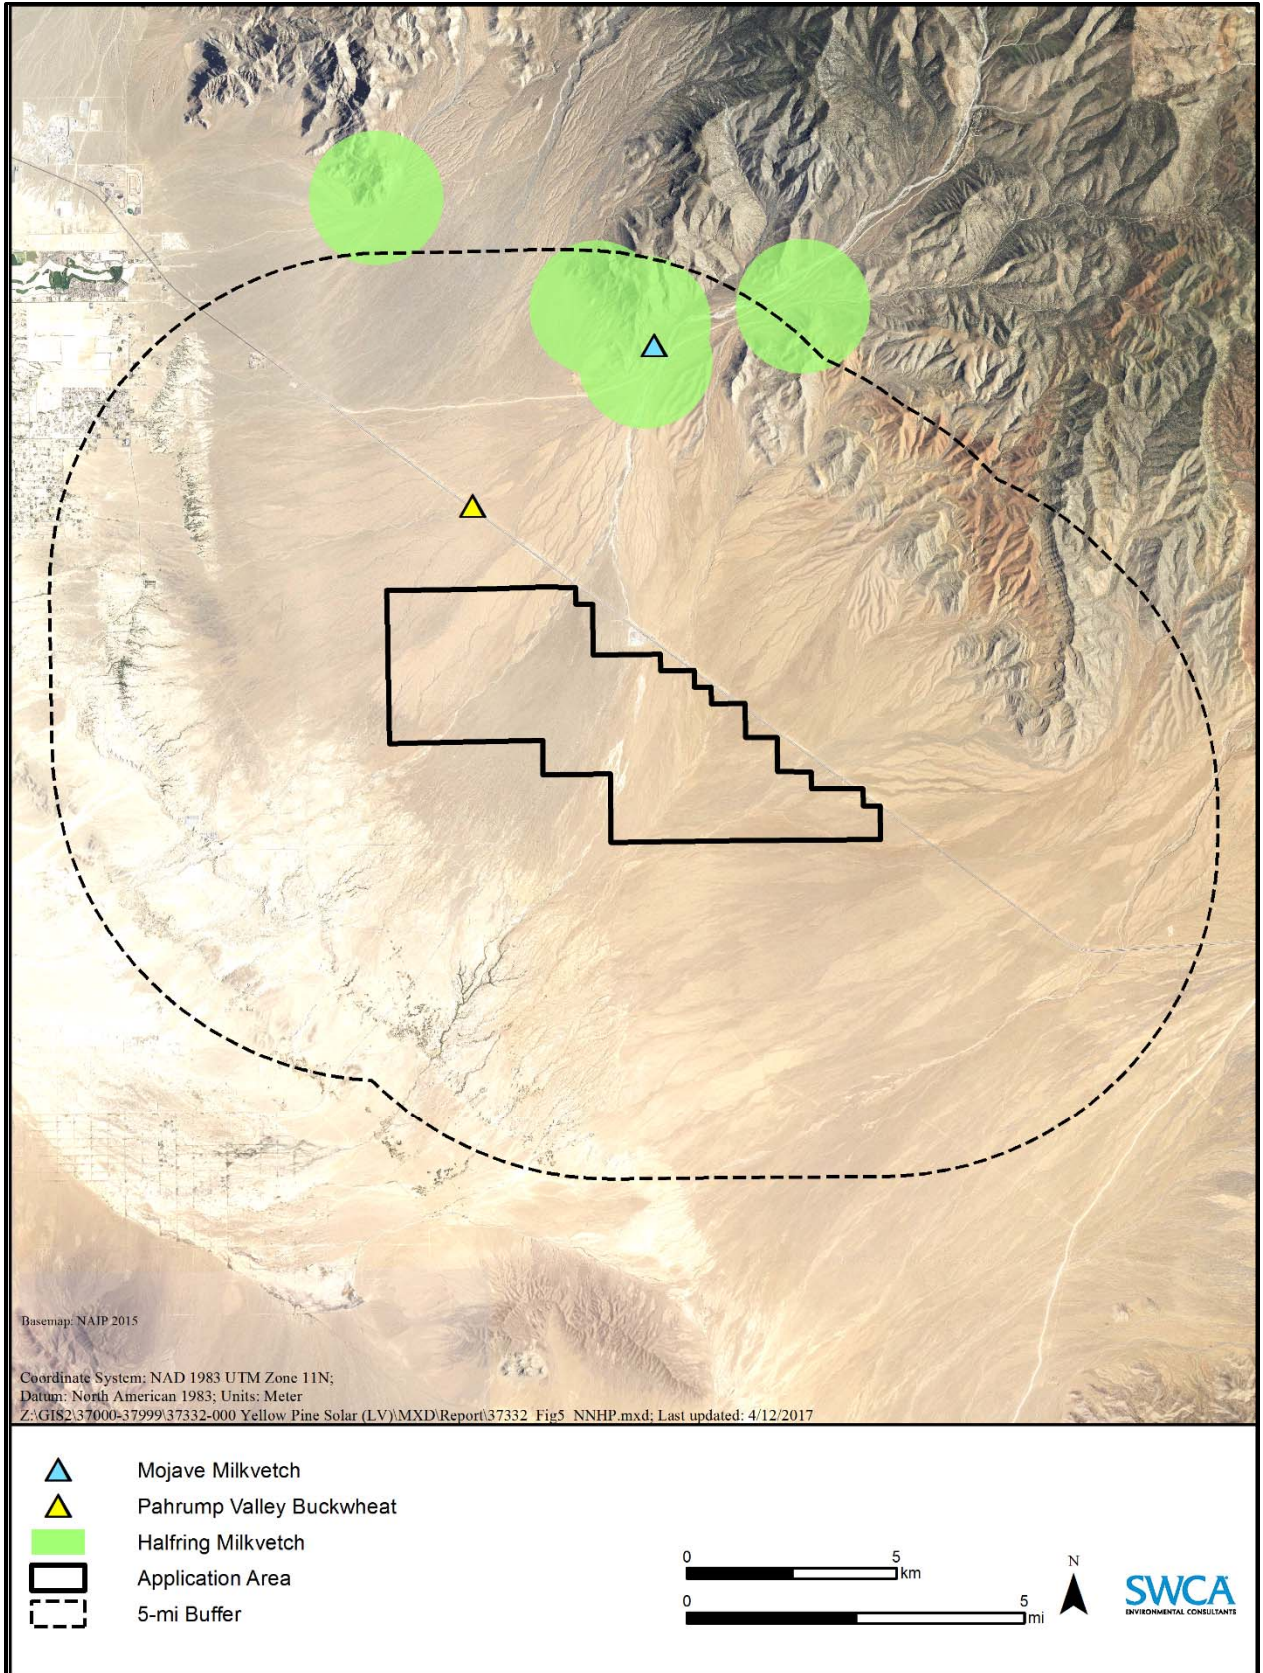 Basemap: NAIP 2015
Coordinate System: NAD 1983 UTM Zone 11N;
Datum: North American 1983; Units: Meter
Z:\GIS2\37000-37999\37332-000 Yellow Pine Solar (LV)\MXD\Report\37332_Fig5_NNHP.mxd; Last updated: 4/12/2017
Mojave Milkvetch
Pahrump Valley Buckwheat
Halfring Milkvetch
Application Area
5-mi Buffer
0 5
km
0 5
mi
N
SWCA
ENVIRONMENTAL CONSULTANTS